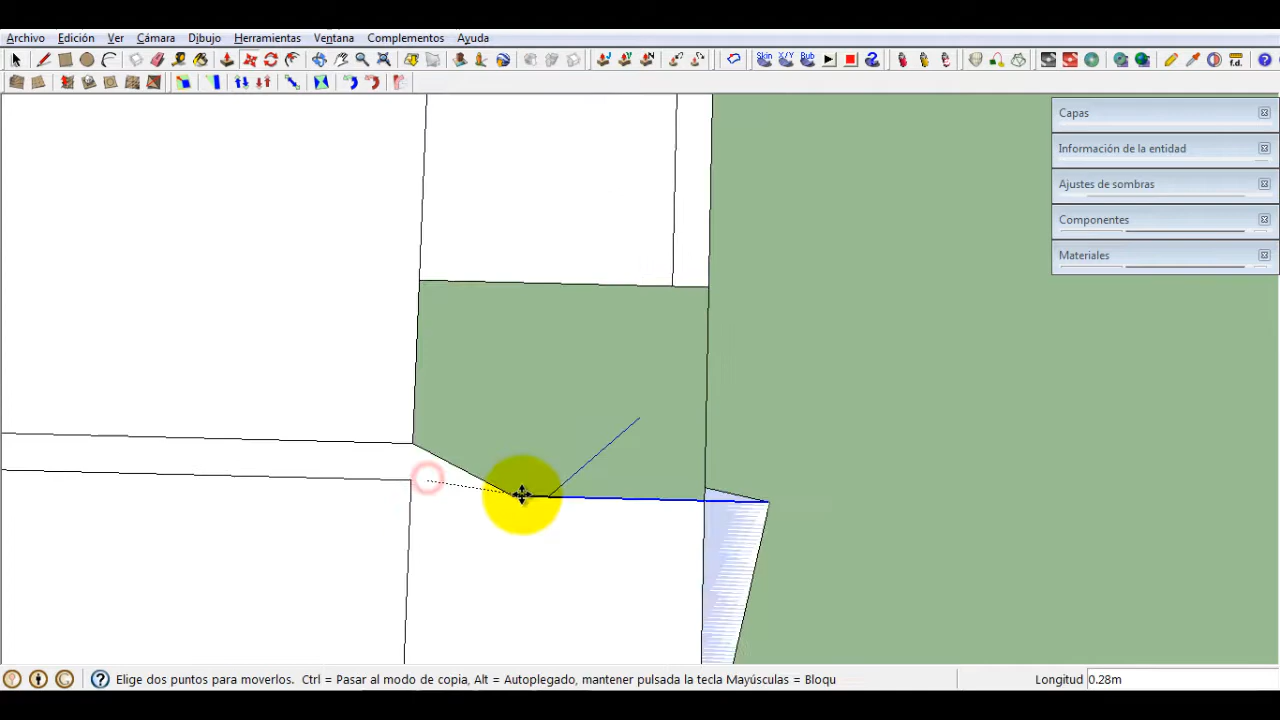 Archivo Edición Ver Cámara Dibujo Herramientas Ventana Complementos Ayuda
Skin X/Y Bub
f.d.
Capas
Información de la entidad
Ajustes de sombras
Componentes
Materiales
Elige dos puntos para moverlos. Ctrl = Pasar al modo de copia, Alt = Autoplegado, mantener pulsada la tecla Mayúsculas = Bloqu
Longitud 0.28m